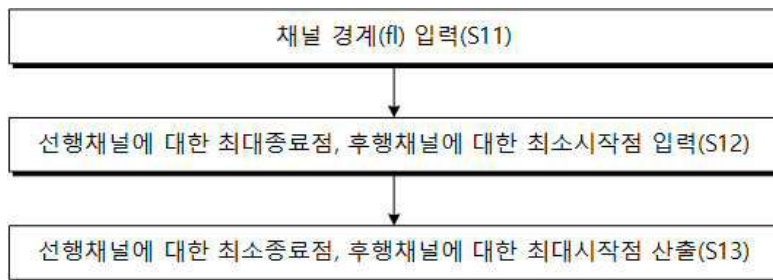 채널 경계(fl) 입력(S11)
선행채널에 대한 최대종료점, 후행채널에 대한 최소시작점 입력(S12)
선행채널에 대한 최소종료점, 후행채널에 대한 최대시작점 산출(S13)